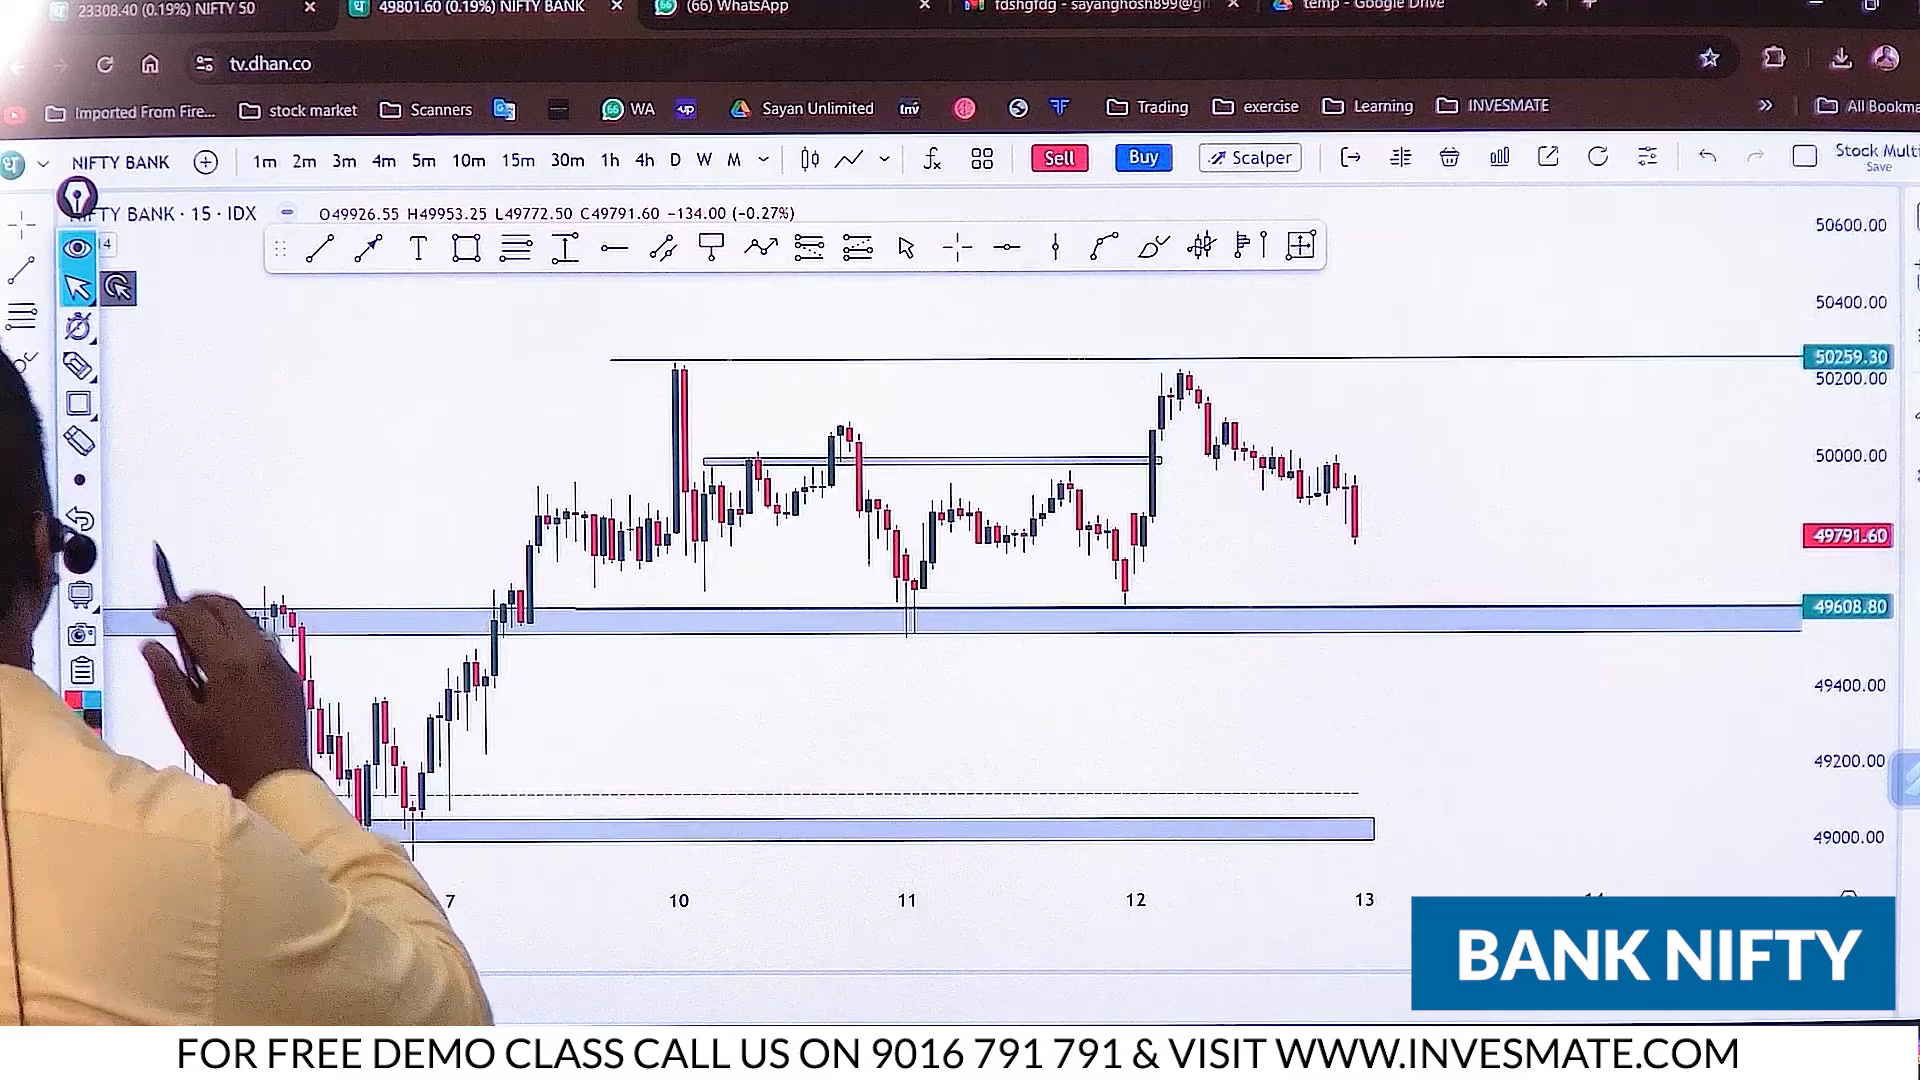 23308.40 (0.19%) NIFTY 50
49801.60 (0.19%) NIFTY BANK
(66) WhatsApp
fdshgfdg - sayanghosh899@gm
temp - Google Drive
tv.dhan.co
Imported From Fire... stock market Scanners WA Sayan Unlimited Inv Trading exercise Learning INVESMATE All Bookma
NIFTY BANK 1m 2m 3m 4m 5m 10m 15m 30m 1h 4h D W M Sell Buy Scalper Stock Multi
Save
TY BANK · 15 · IDX O49926.55 H49953.25 L49772.50 C49791.60 −134.00 (−0.27%)
14
50600.00
50400.00
50259.30
50200.00
50000.00
49791.60
49608.80
49400.00
49200.00
49000.00
7 10 11 12 13
BANK NIFTY
FOR FREE DEMO CLASS CALL US ON 9016 791 791 & VISIT WWW.INVESMATE.COM